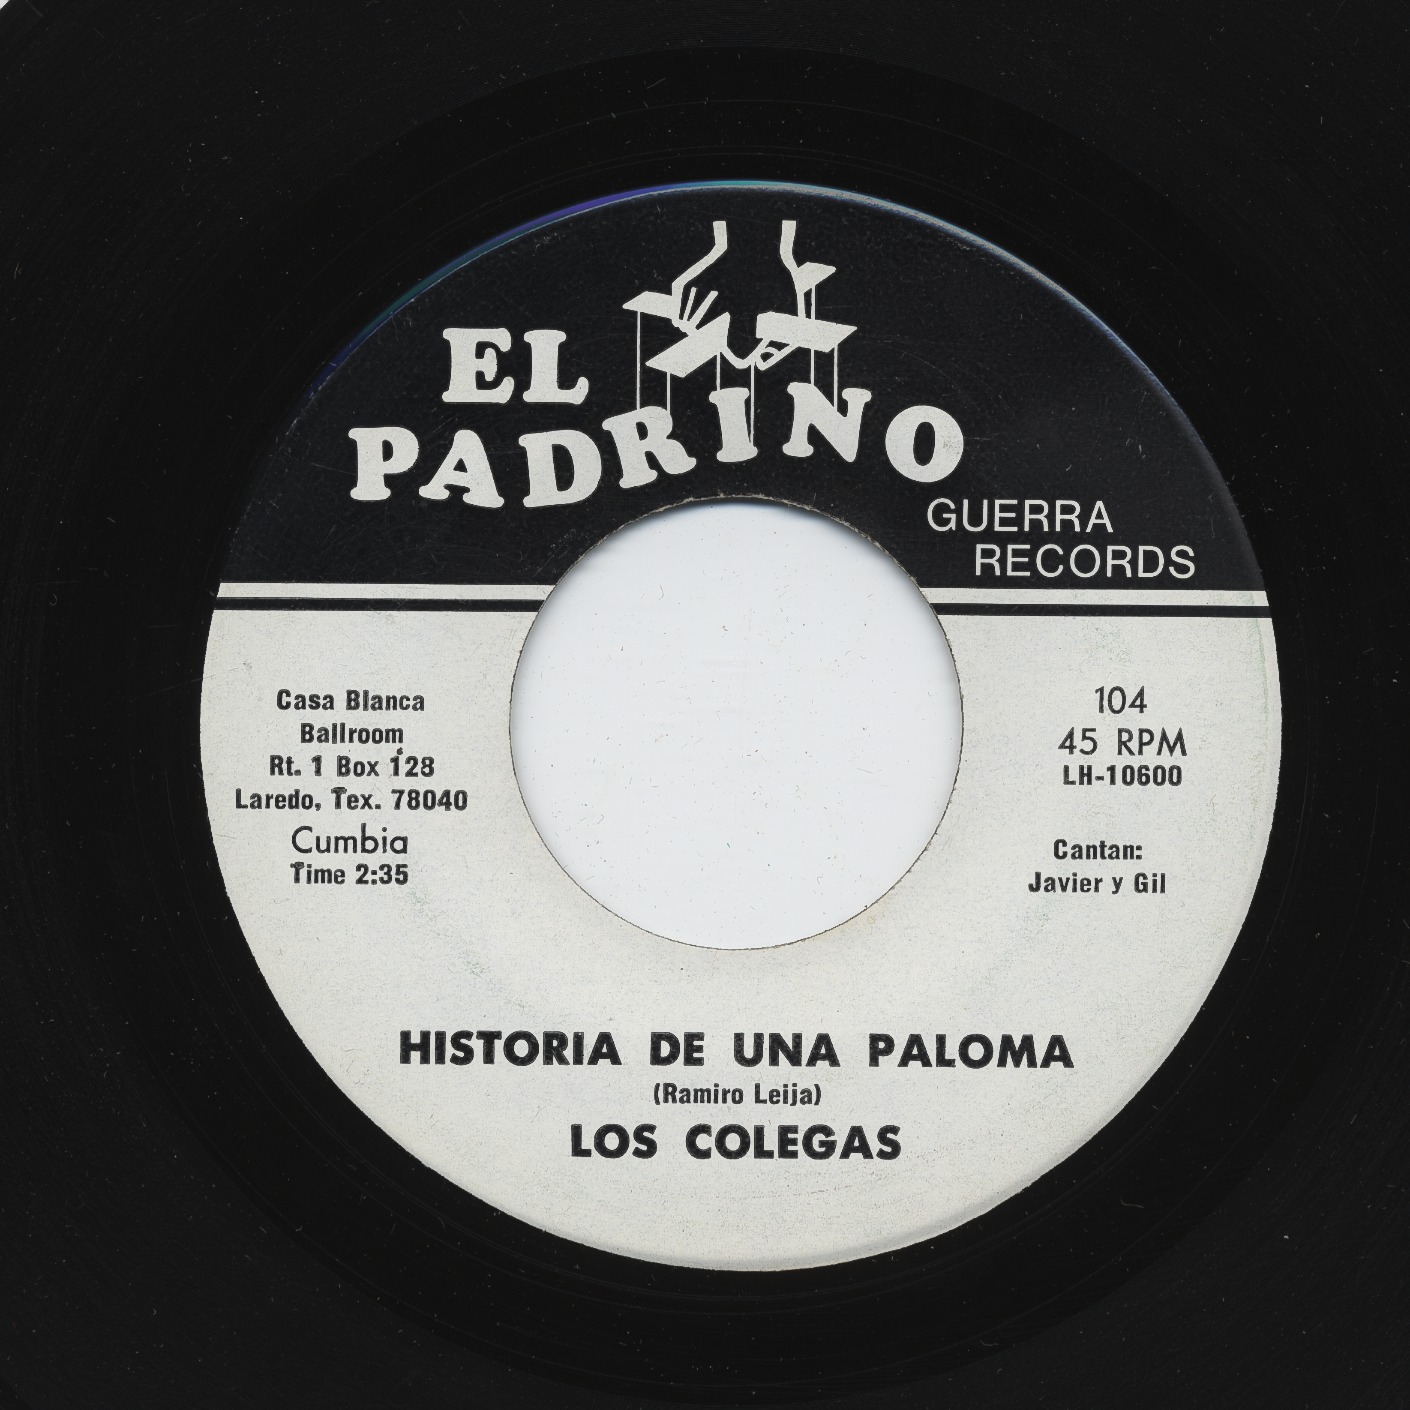 EL
PADRINO
GUERRA
RECORDS
Casa Blanca
Ballroom
Rt. 1 Box 128
Laredo, Tex. 78040
Cumbia
Time 2:35
104
45 RPM
LH-10600
Cantan:
Javier y Gil
HISTORIA DE UNA PALOMA
(Ramiro Leija)
LOS COLEGAS